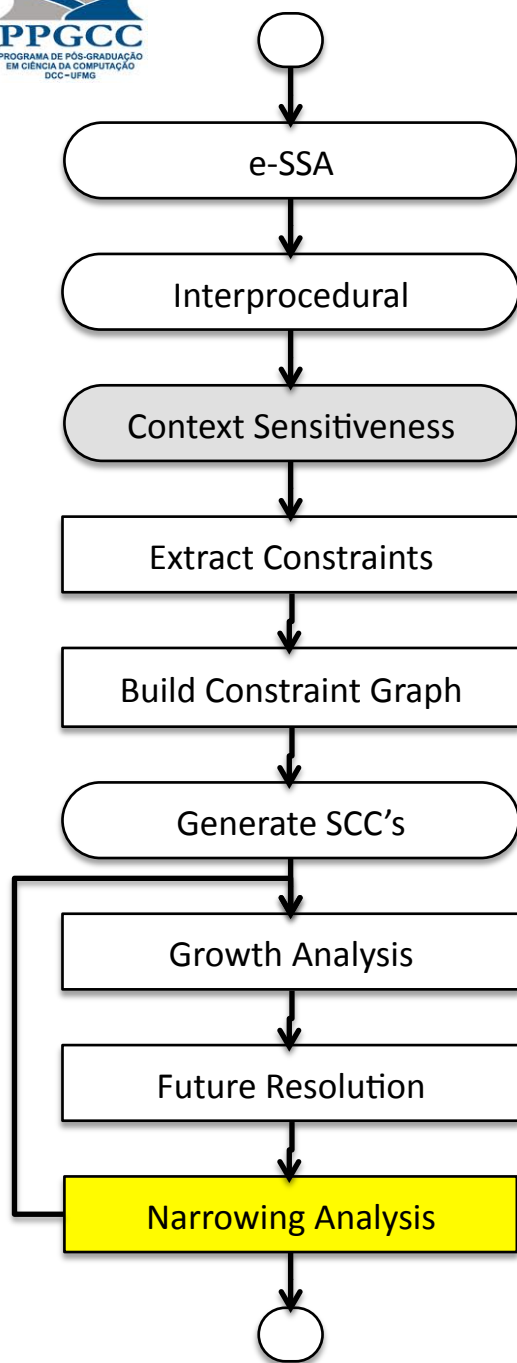 PPGCC
PROGRAMA DE PÓS-GRADUAÇÃO
EM CIÊNCIA DA COMPUTAÇÃO
DCC–UFMG
e-SSA
Interprocedural
Context Sensitiveness
Extract Constraints
Build Constraint Graph
Generate SCC’s
Growth Analysis
Future Resolution
Narrowing Analysis